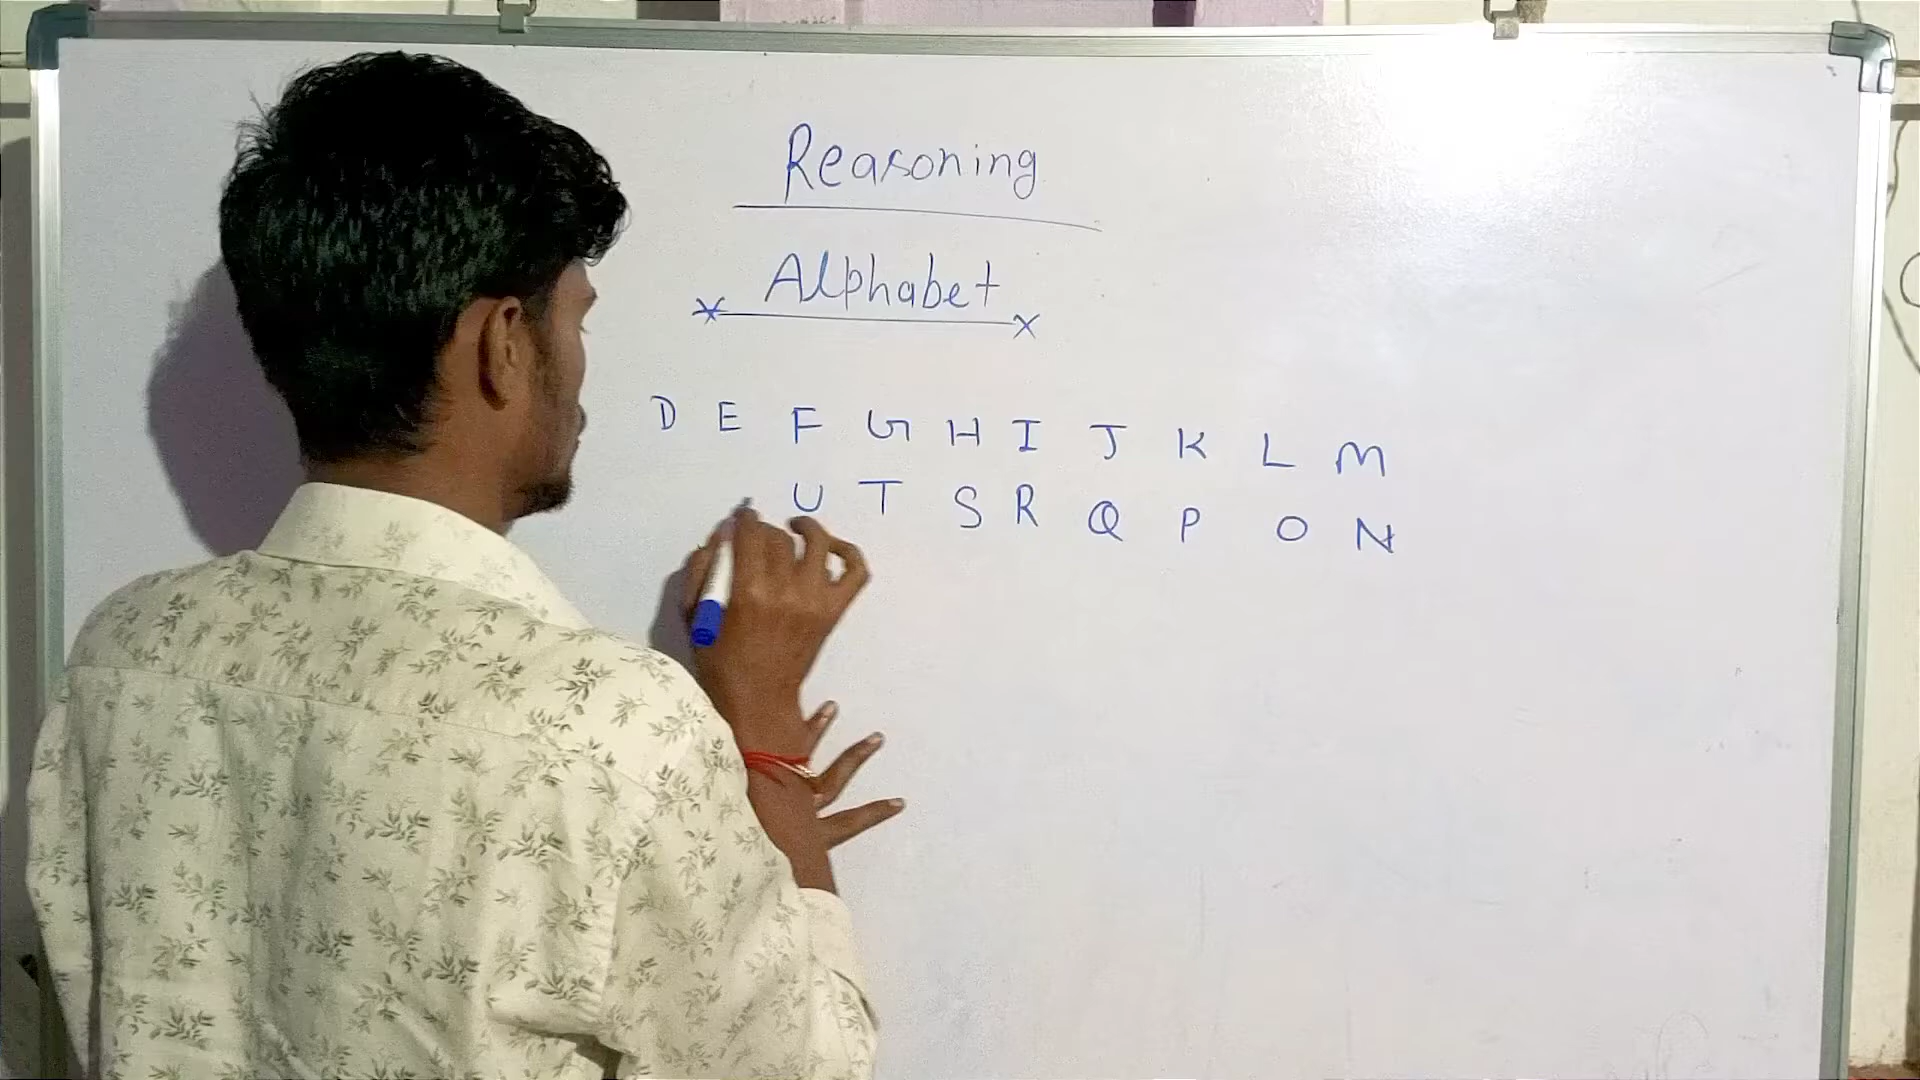 Reasoning
Alphabet
D E F G H I J K L M
U T S R Q P O N